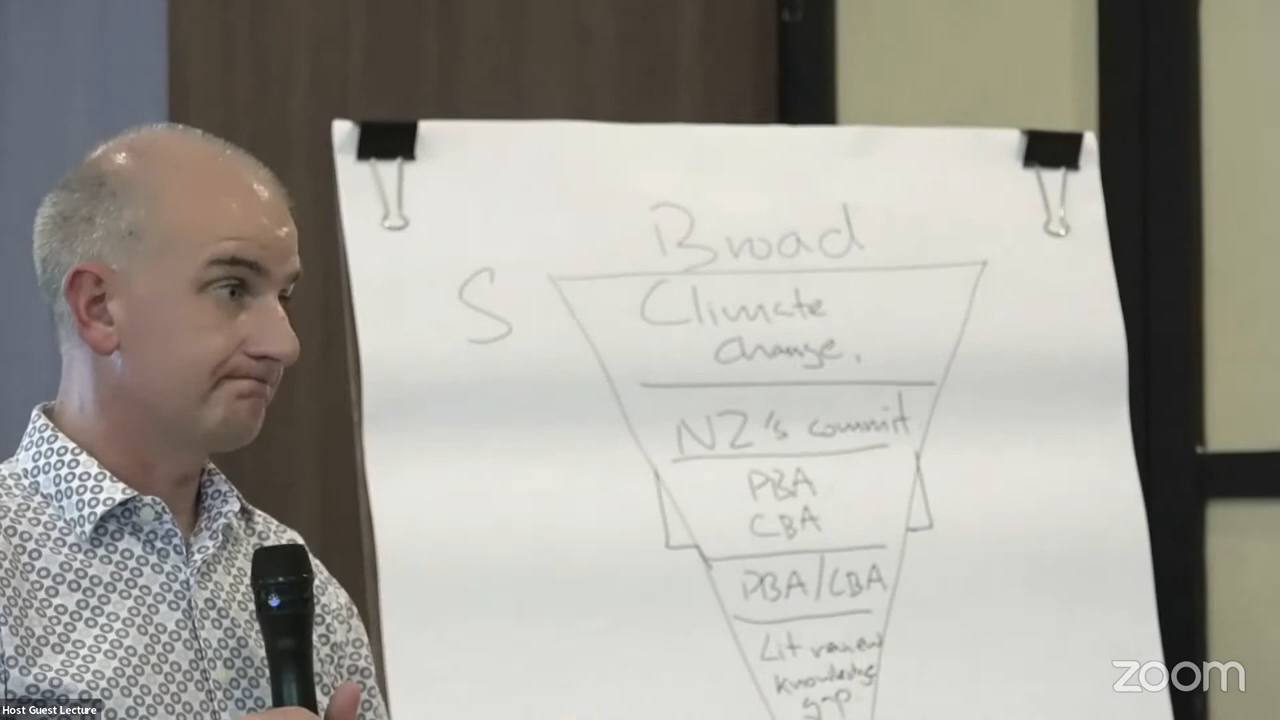 Broad
S
Climate
change.
NZ's commit
PBA
CBA
PBA/CBA
Lit review
knowledge
gap.
zoom
Host Guest Lecture